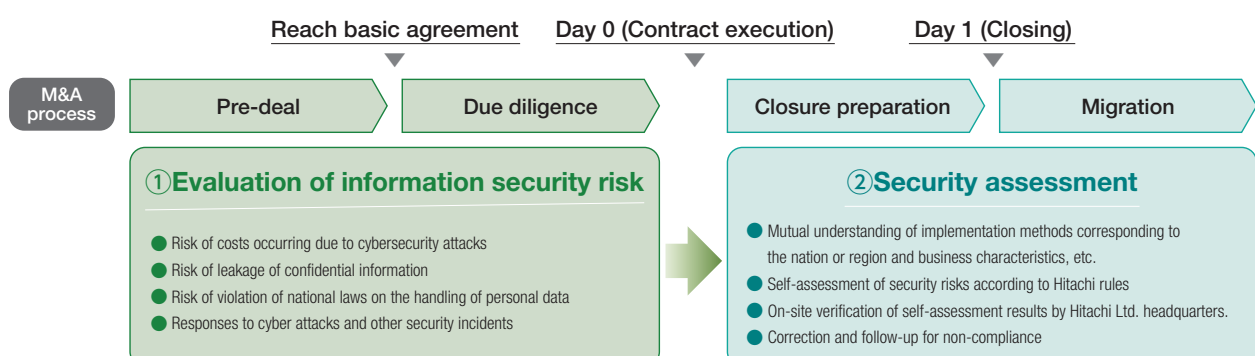 Reach basic agreement
Day 0 (Contract execution)
Day 1 (Closing)
M&A
process
Pre-deal
Due diligence
Closure preparation
Migration
①Evaluation of information security risk
● Risk of costs occurring due to cybersecurity attacks
● Risk of leakage of confidential information
● Risk of violation of national laws on the handling of personal data
● Responses to cyber attacks and other security incidents
②Security assessment
● Mutual understanding of implementation methods corresponding to
the nation or region and business characteristics, etc.
● Self-assessment of security risks according to Hitachi rules
● On-site verification of self-assessment results by Hitachi Ltd. headquarters.
● Correction and follow-up for non-compliance